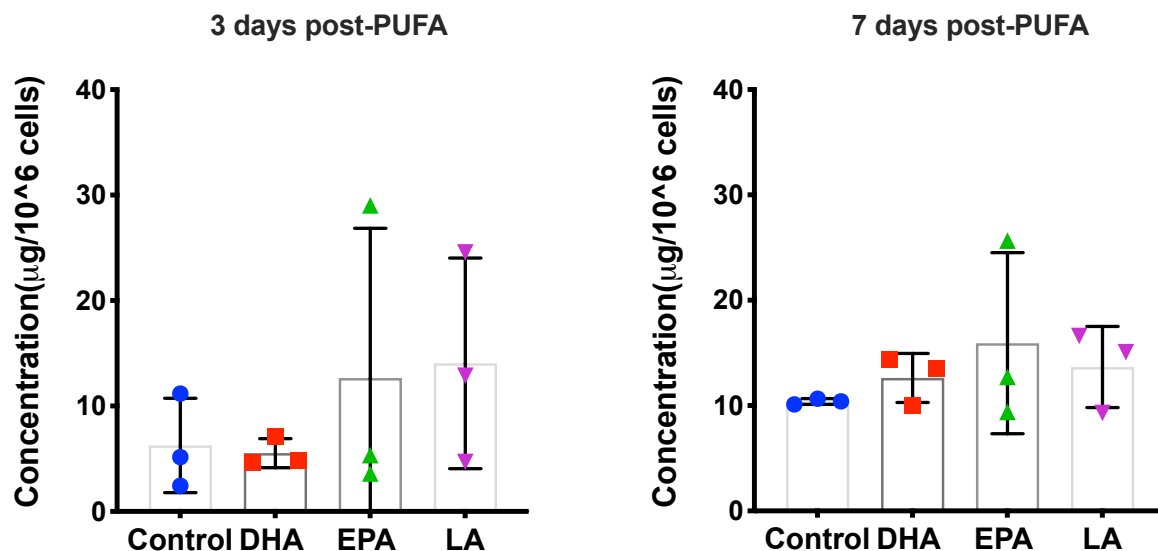 3 days post-PUFA
Concentration(μg/10^6 cells)
40
30
20
10
0
Control DHA EPA LA
7 days post-PUFA
Concentration(μg/10^6 cells)
40
30
20
10
0
Control DHA EPA LA